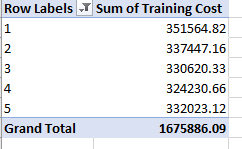 Row Labels Sum of Training Cost
1 351564.82
2 337447.16
3 330620.33
4 324230.66
5 332023.12
Grand Total 1675886.09